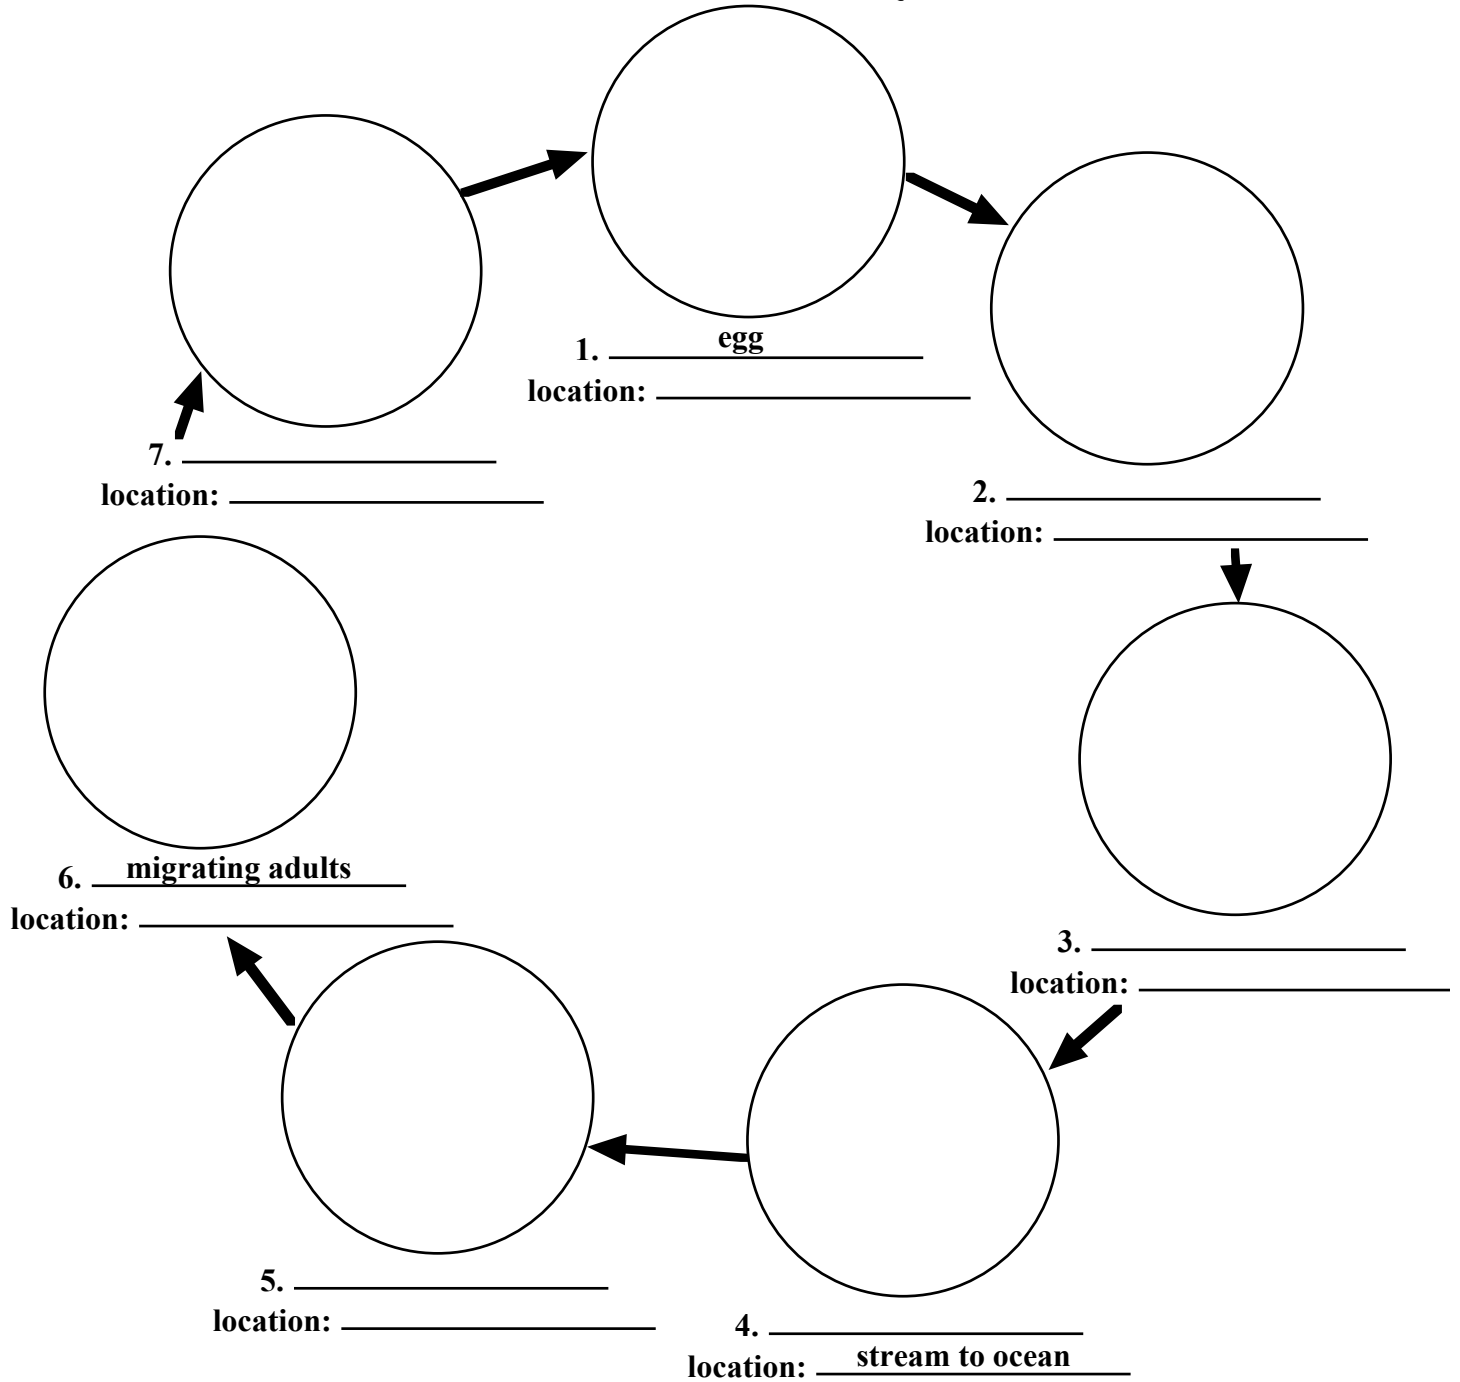 1. egg
location:
2.
location:
3.
location:
4.
location: stream to ocean
5.
location:
6. migrating adults
location:
7.
location: